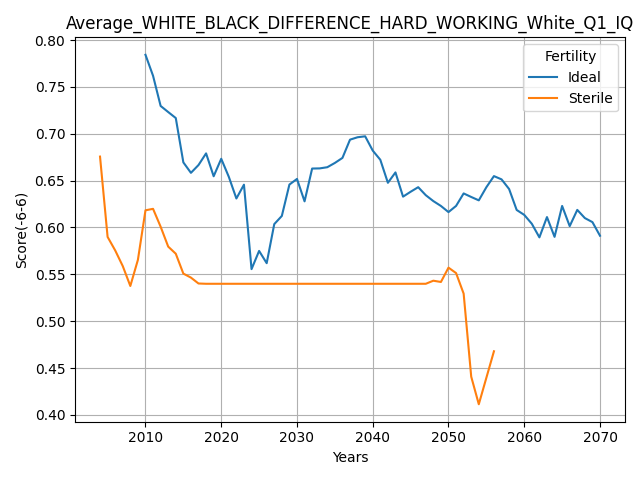 Average_WHITE_BLACK_DIFFERENCE_HARD_WORKING_White_Q1_IQ
Fertility
Ideal
Sterile
Score(-6-6)
0.80
0.75
0.70
0.65
0.60
0.55
0.50
0.45
0.40
2010 2020 2030 2040 2050 2060 2070
Years